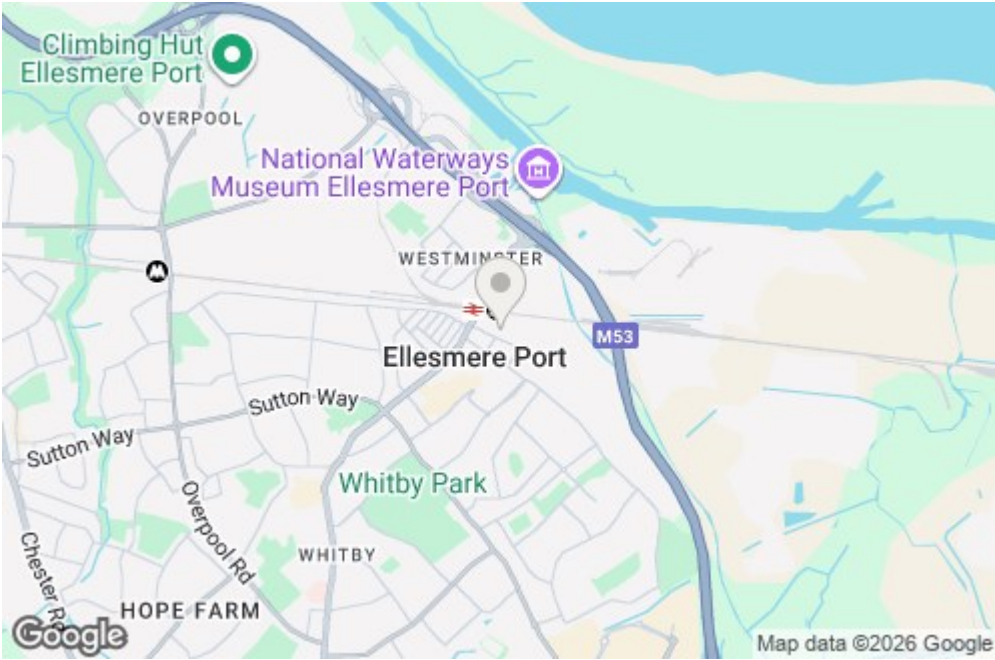 Climbing Hut
Ellesmere Port
OVERPOOL
National Waterways
Museum Ellesmere Port
WESTMINSTER
M53
Ellesmere Port
Sutton Way
Sutton Way
Whitby Park
Overpool Rd
WHITBY
Chester Rd
HOPE FARM
Google
Map data ©2026 Google